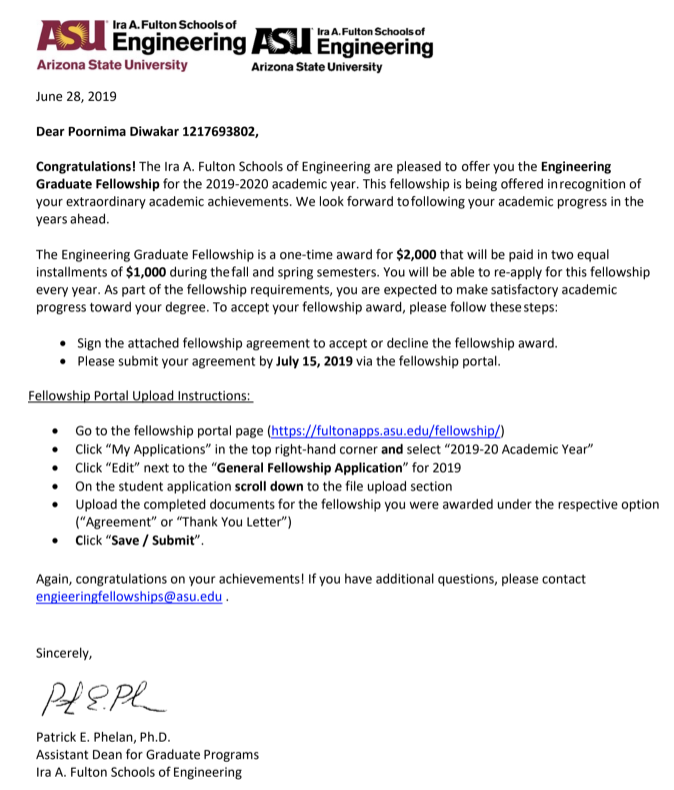 ASU Ira A. Fulton Schools of
Engineering
Arizona State University
ASU Ira A. Fulton Schools of
Engineering
Arizona State University
June 28, 2019
Dear Poornima Diwakar 1217693802,
Congratulations! The Ira A. Fulton Schools of Engineering are pleased to offer you the Engineering
Graduate Fellowship for the 2019-2020 academic year. This fellowship is being offered in recognition of
your extraordinary academic achievements. We look forward to following your academic progress in the
years ahead.
The Engineering Graduate Fellowship is a one-time award for $2,000 that will be paid in two equal
installments of $1,000 during the fall and spring semesters. You will be able to re-apply for this fellowship
every year. As part of the fellowship requirements, you are expected to make satisfactory academic
progress toward your degree. To accept your fellowship award, please follow these steps:
• Sign the attached fellowship agreement to accept or decline the fellowship award.
• Please submit your agreement by July 15, 2019 via the fellowship portal.
Fellowship Portal Upload Instructions:
• Go to the fellowship portal page (https://fultonapps.asu.edu/fellowship/)
• Click “My Applications” in the top right-hand corner and select “2019-20 Academic Year”
• Click “Edit” next to the “General Fellowship Application” for 2019
• On the student application scroll down to the file upload section
• Upload the completed documents for the fellowship you were awarded under the respective option
(“Agreement” or “Thank You Letter”)
• Click “Save / Submit”.
Again, congratulations on your achievements! If you have additional questions, please contact
engieeringfellowships@asu.edu .
Sincerely,
Patrick E. Phelan, Ph.D.
Assistant Dean for Graduate Programs
Ira A. Fulton Schools of Engineering